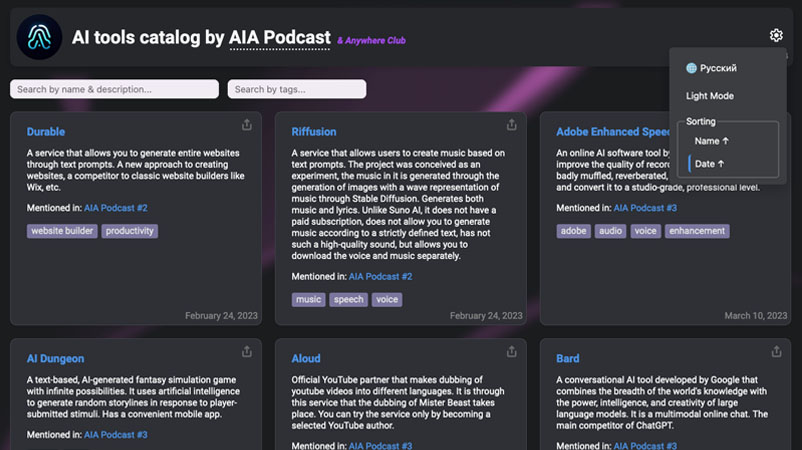 AI tools catalog by AIA Podcast & Anywhere Club
Русский
Light Mode
Sorting
Name ↑
Date ↑
Search by name & description...
Search by tags...
Durable
A service that allows you to generate entire websites
through text prompts. A new approach to creating
websites, a competitor to classic website builders like
Wix, etc.
Mentioned in: AIA Podcast #2
website builder productivity
February 24, 2023
Riffusion
A service that allows users to create music based on
text prompts. The project was conceived as an
experiment, the music in it is generated through the
generation of images with a wave representation of
music through Stable Diffusion. Generates both
music and lyrics. Unlike Suno AI, it does not have a
paid subscription, does not allow you to generate
music according to a strictly defined text, has not
such a high-quality sound, but allows you to
download the voice and music separately.
Mentioned in: AIA Podcast #2
music speech voice
February 24, 2023
Adobe Enhanced Spee
An online AI software tool by
improve the quality of record
badly muffled, reverberated,
and convert it to a studio-grade, professional level.
Mentioned in: AIA Podcast #3
adobe audio voice enhancement
March 10, 2023
AI Dungeon
A text-based, AI-generated fantasy simulation game
with infinite possibilities. It uses artificial intelligence
to generate random storylines in response to player-
submitted stimuli. Has a convenient mobile app.
Mentioned in: AIA Podcast #3
Aloud
Official YouTube partner that makes dubbing of
youtube videos into different languages. It is through
this service that the dubbing of Mister Beast takes
place. You can try the service only by becoming a
selected YouTube author.
Mentioned in: AIA Podcast #3
Bard
A conversational AI tool developed by Google that
combines the breadth of the world's knowledge with
the power, intelligence, and creativity of large
language models. It is a multimodal online chat. The
main competitor of ChatGPT.
Mentioned in: AIA Podcast #3